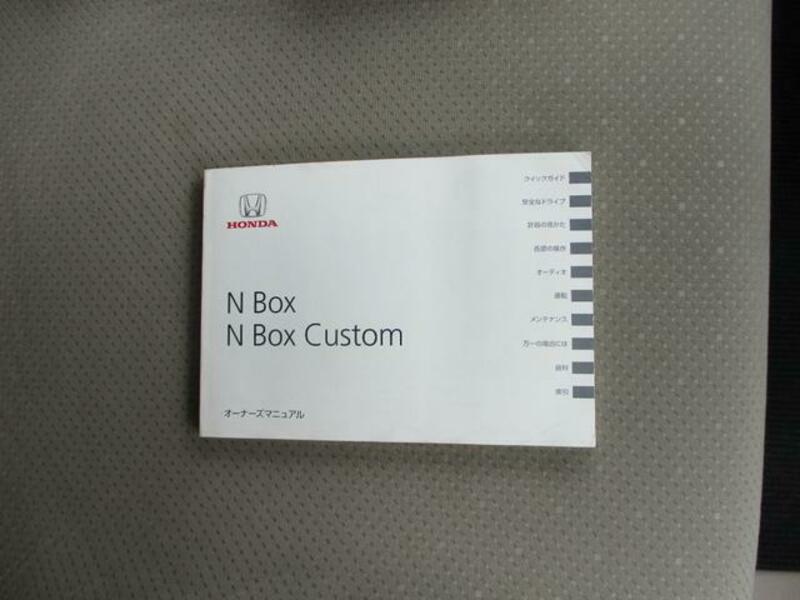 HONDA
N Box
N Box Custom
オーナーズマニュアル
クイックガイド
安全なドライブ
計器の見かた
各部の操作
オーディオ
運転
メンテナンス
万一の場合には
資料
索引